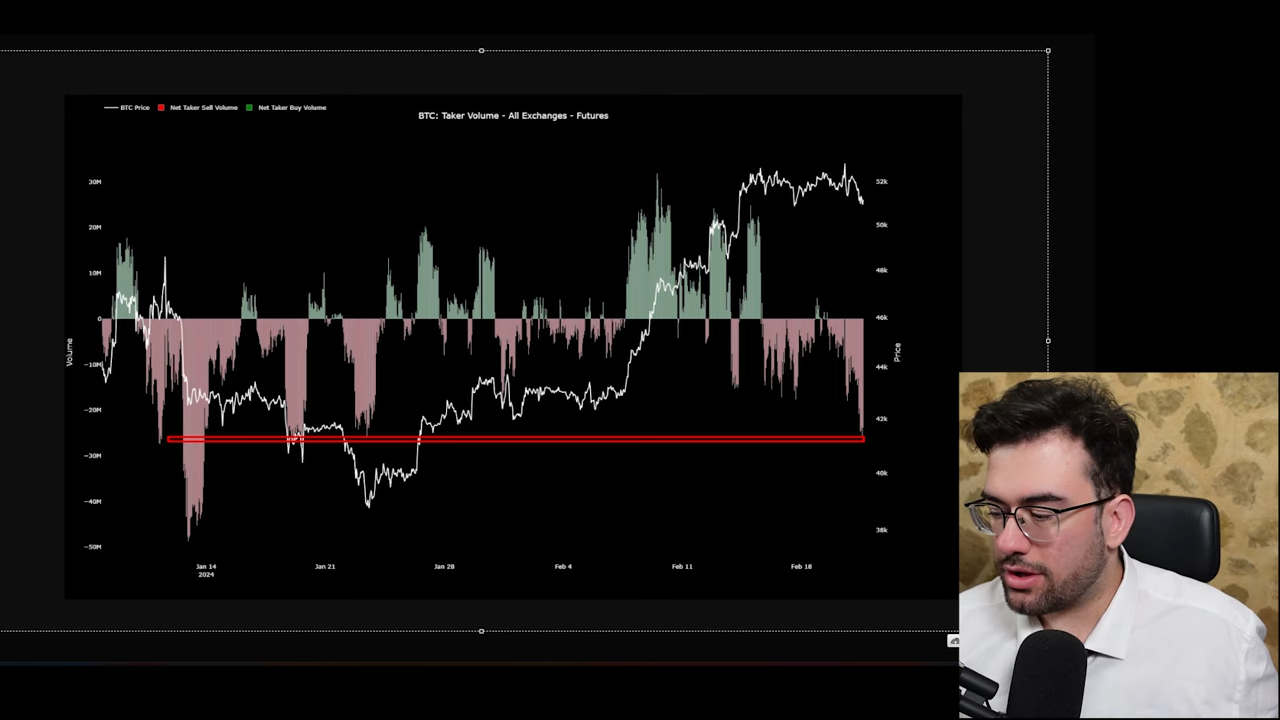 BTC Price Net Taker Sell Volume Net Taker Buy Volume
BTC: Taker Volume - All Exchanges - Futures
30M
20M
10M
0
−10M
−20M
−30M
−40M
−50M
Volume
52k
50k
48k
46k
44k
42k
40k
38k
Price
Jan 14
2024
Jan 21
Jan 28
Feb 4
Feb 11
Feb 18